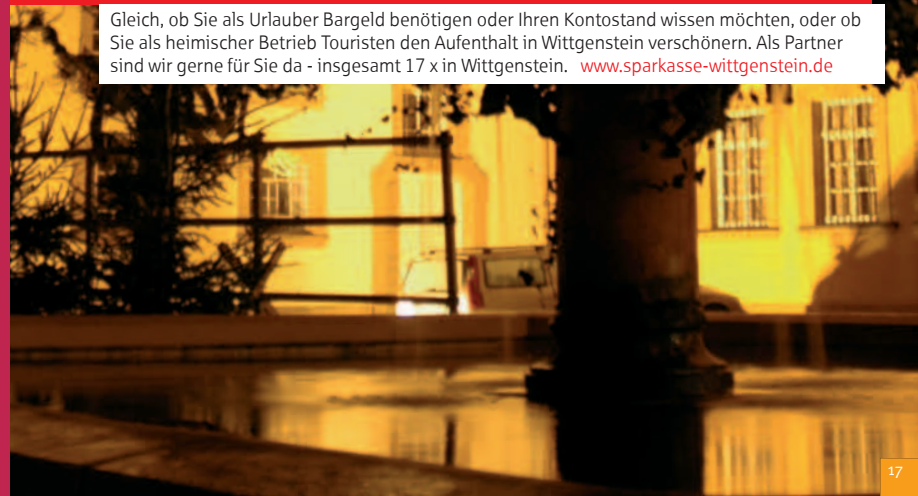 Gleich, ob Sie als Urlauber Bargeld benötigen oder Ihren Kontostand wissen möchten, oder ob
Sie als heimischer Betrieb Touristen den Aufenthalt in Wittgenstein verschönern. Als Partner
sind wir gerne für Sie da - insgesamt 17 x in Wittgenstein. www.sparkasse-wittgenstein.de
17